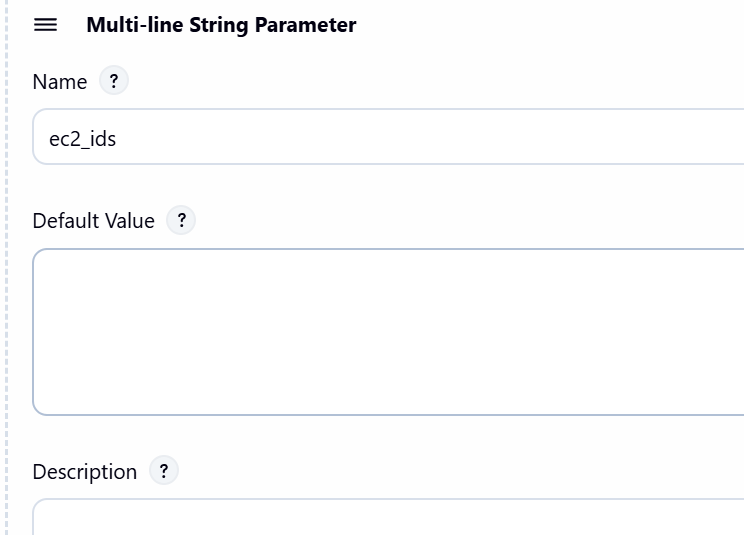 Multi-line String Parameter
Name ?
ec2_ids
Default Value ?
Description ?